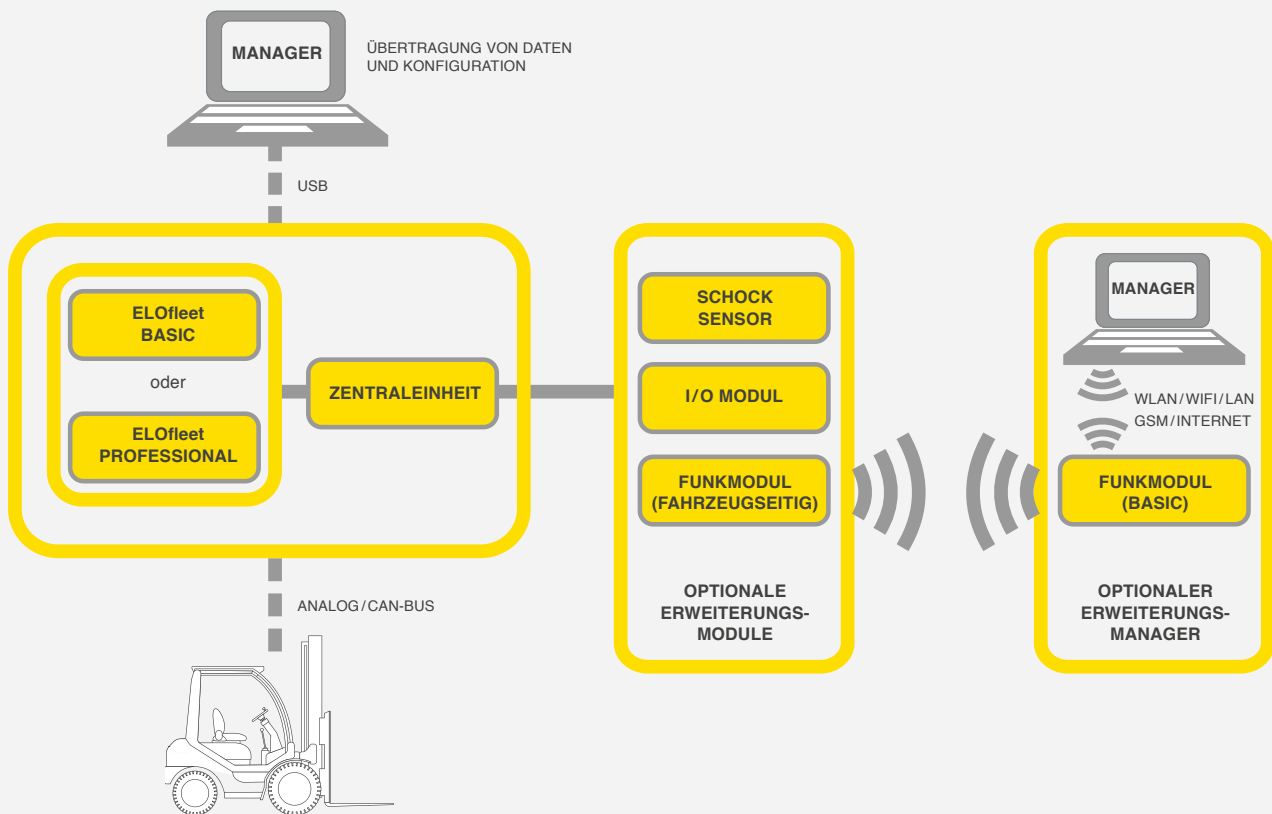 MANAGER
ÜBERTRAGUNG VON DATEN
UND KONFIGURATION
USB
ELOfleet
BASIC
oder
ELOfleet
PROFESSIONAL
ZENTRALEINHEIT
SCHOCK
SENSOR
I/O MODUL
FUNKMODUL
(FAHRZEUGSEITIG)
OPTIONALE
ERWEITERUNGS-
MODULE
MANAGER
WLAN/WIFI/LAN
GSM/INTERNET
FUNKMODUL
(BASIC)
OPTIONALER
ERWEITERUNGS-
MANAGER
ANALOG/CAN-BUS